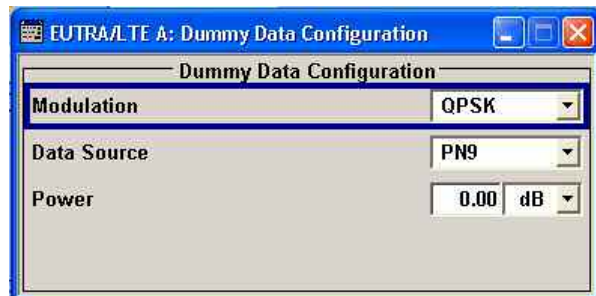 EUTRA/LTE A: Dummy Data Configuration
Dummy Data Configuration
Modulation QPSK
Data Source PN9
Power 0.00 dB